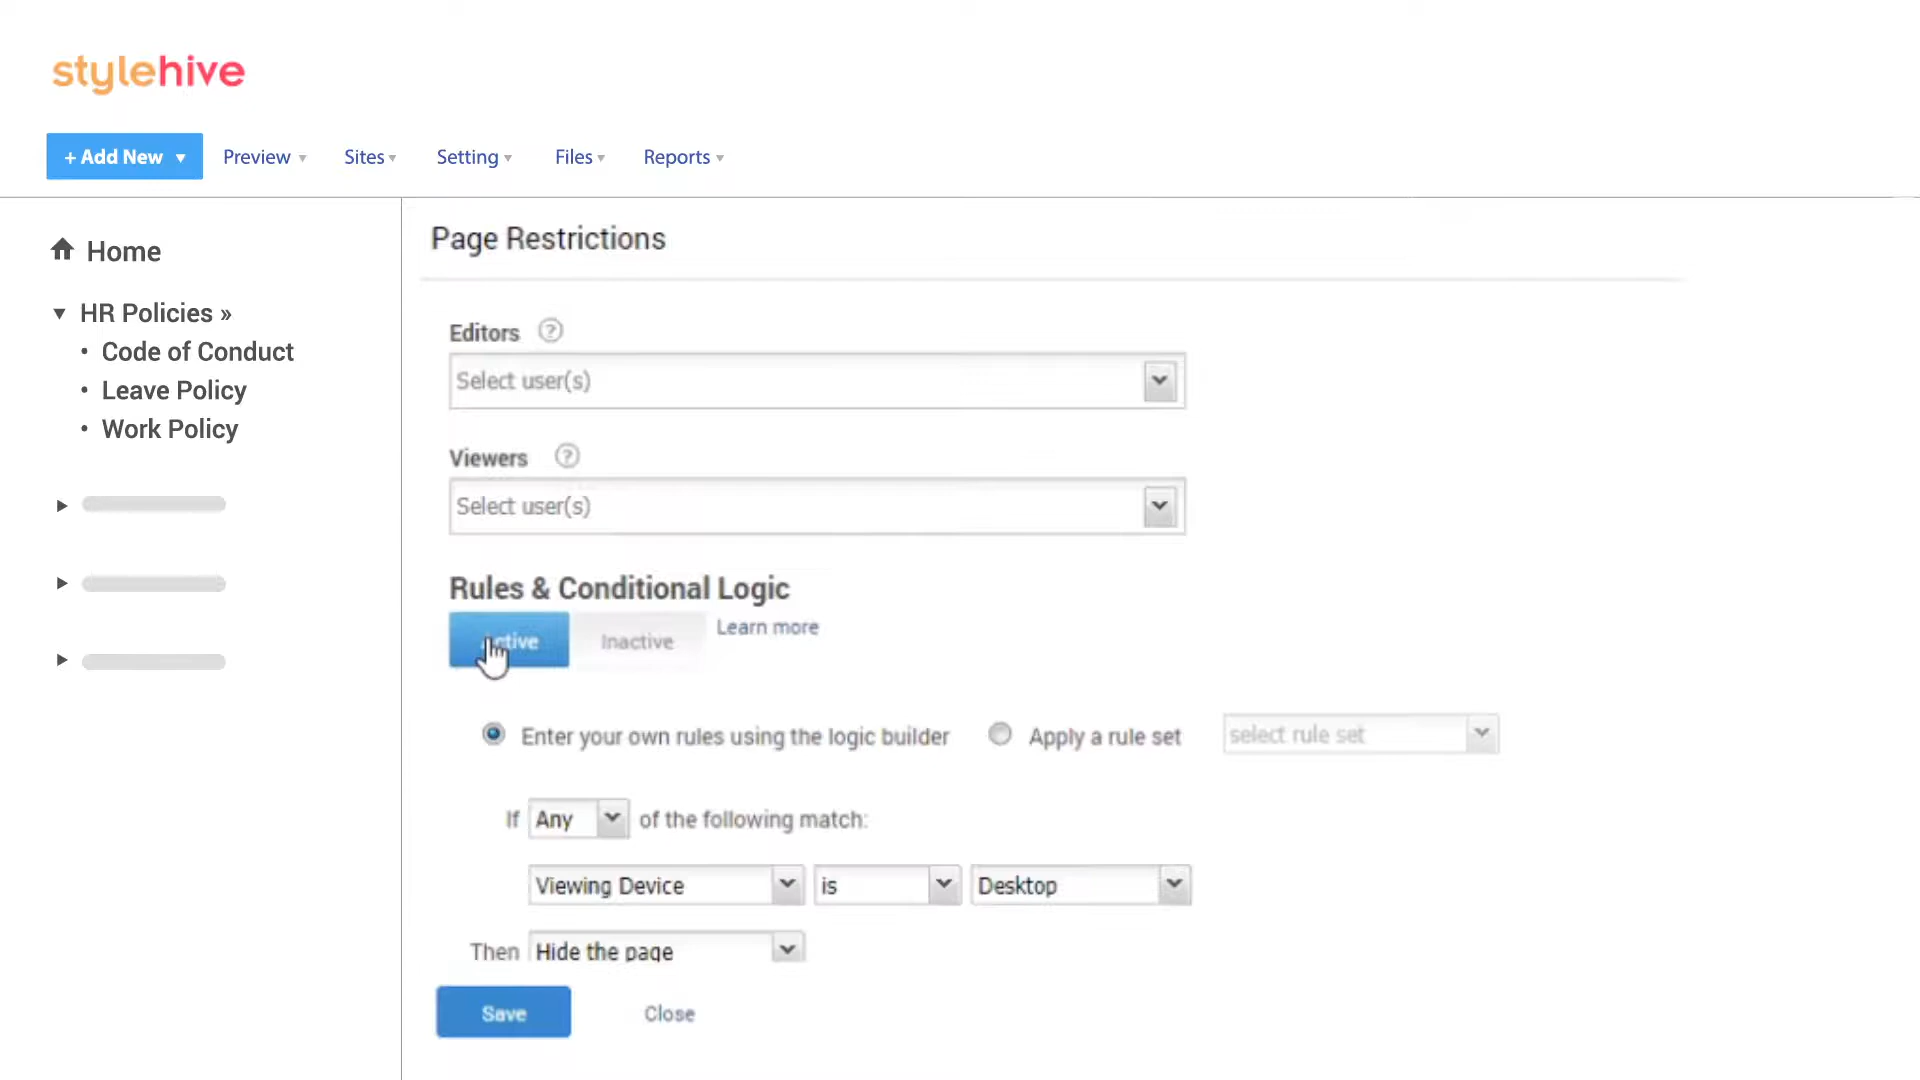 stylehive
+ Add New ▼ Preview ▼ Sites ▼ Setting ▼ Files ▼ Reports ▼
Home
▼ HR Policies »
• Code of Conduct
• Leave Policy
• Work Policy
Page Restrictions
Editors ?
Select user(s)
Viewers ?
Select user(s)
Rules & Conditional Logic
Inactive Learn more
Enter your own rules using the logic builder Apply a rule set select rule set
If Any of the following match:
Viewing Device is Desktop
Then Hide the page
Save Close